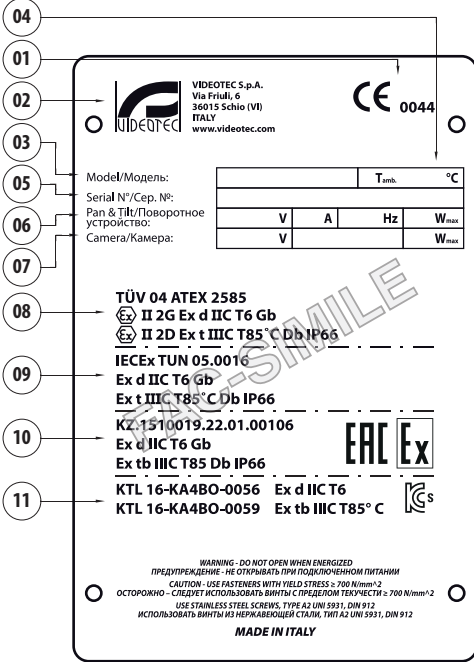 04
01
02
VIDEOTEC
VIDEOTEC S.p.A.
Via Friuli, 6
36015 Schio (VI)
ITALY
www.videotec.com
CE 0044
03
Model/Модель:
Tamb. °C
05
Serial N°/Сер. №:
06
Pan & Tilt/Поворотное
устройство:
V A Hz Wmax
07
Camera/Камера:
V Wmax
08
TÜV 04 ATEX 2585
Ex II 2G Ex d IIC T6 Gb
Ex II 2D Ex t IIIC T85°C Db IP66
09
IECEx TUN 05.0016
Ex d IIC T6 Gb
Ex t IIIC T85°C Db IP66
10
KZ.1510019.22.01.00106
Ex d IIC T6 Gb
Ex tb IIIC T85 Db IP66
EAC Ex
11
KTL 16-KA4BO-0056 Ex d IIC T6
KTL 16-KA4BO-0059 Ex tb IIIC T85° C
KCs
FAC-SIMILE
WARNING - DO NOT OPEN WHEN ENERGIZED
ПРЕДУПРЕЖДЕНИЕ - НЕ ОТКРЫВАТЬ ПРИ ПОДКЛЮЧЕННОМ ПИТАНИИ
CAUTION - USE FASTENERS WITH YIELD STRESS ≥ 700 N/mm^2
ОСТОРОЖНО – СЛЕДУЕТ ИСПОЛЬЗОВАТЬ ВИНТЫ С ПРЕДЕЛОМ ТЕКУЧЕСТИ ≥ 700 N/mm^2
USE STAINLESS STEEL SCREWS, TYPE A2 UNI 5931, DIN 912
ИСПОЛЬЗОВАТЬ ВИНТЫ ИЗ НЕРЖАВЕЮЩЕЙ СТАЛИ, ТИП A2 UNI 5931, DIN 912
MADE IN ITALY